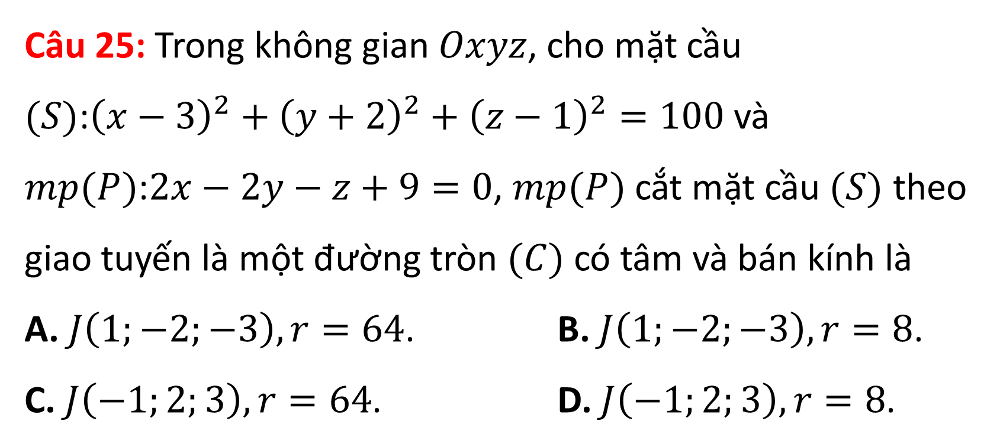 Câu 25: Trong không gian Oxyz, cho mặt cầu
(S):(x − 3)² + (y + 2)² + (z − 1)² = 100 và
mp(P):2x − 2y − z + 9 = 0, mp(P) cắt mặt cầu (S) theo
giao tuyến là một đường tròn (C) có tâm và bán kính là
A. J(1; −2; −3), r = 64. B. J(1; −2; −3), r = 8.
C. J(−1; 2; 3), r = 64. D. J(−1; 2; 3), r = 8.